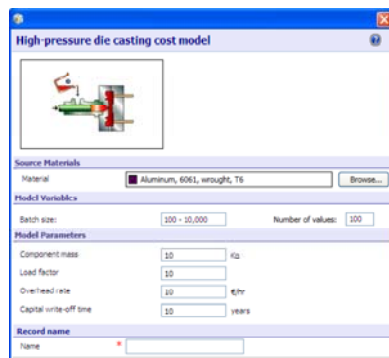 High-pressure die casting cost model
Source Materials
Material Aluminum, 6061, wrought, T6 Browse...
Model Variables
Batch size: 100 - 10,000 Number of values: 100
Model Parameters
Component mass 10 Kg
Load factor 10
Overhead rate 10 €/hr
Capital write-off time 10 years
Record name
Name *